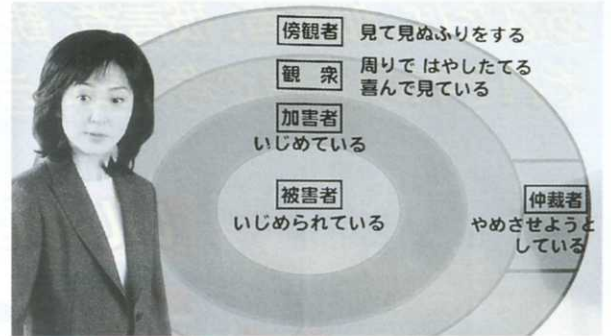 傍観者 見て見ぬふりをする
観 衆 周りで はやしたてる
喜んで見ている
加害者
いじめている
被害者
いじめられている
仲裁者
やめさせようと
している